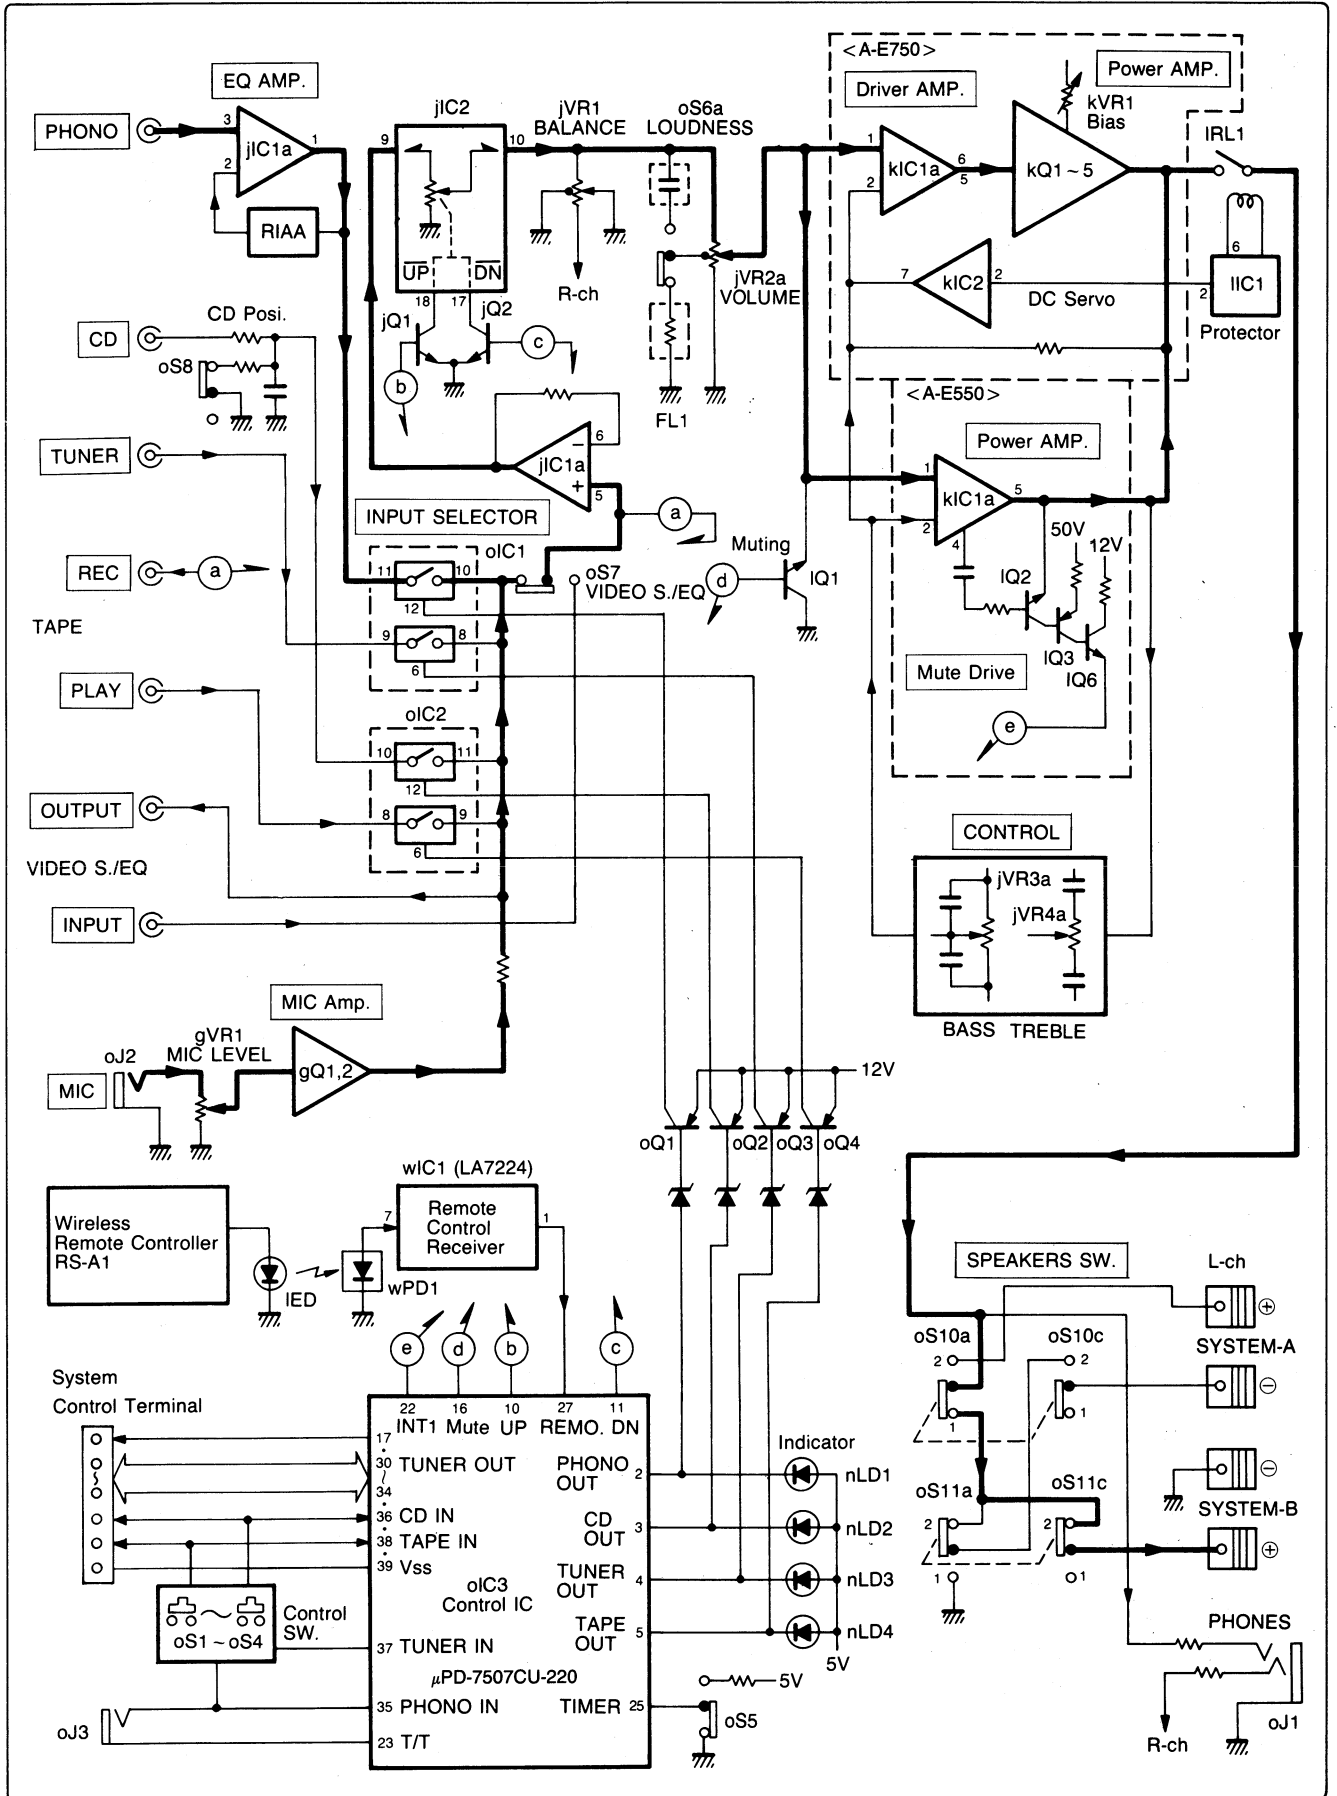 <A-E750>
EQ AMP.
Driver AMP.
Power AMP.
PHONO
3
jIC1a
1
2
RIAA
9
jIC2
10
UP
DN
18
17
jQ1
jQ2
b
c
jVR1
BALANCE
R-ch
oS6a
LOUDNESS
jVR2a
VOLUME
FL1
1
kIC1a
2
6
5
kQ1~5
kVR1
Bias
IRL1
7
kIC2
2
DC Servo
6
2
IIC1
Protector
CD
CD Posi.
oS8
TUNER
REC
a
TAPE
PLAY
OUTPUT
VIDEO S./EQ
INPUT
jIC1a
6
5
−
+
a
INPUT SELECTOR
oIC1
11
10
12
9
8
6
oS7
VIDEO S./EQ
oIC2
10
11
12
8
9
6
Muting
d
IQ1
<A-E550>
Power AMP.
1
kIC1a
5
2
4
50V
12V
IQ2
IQ3
IQ6
Mute Drive
e
CONTROL
jVR3a
jVR4a
BASS TREBLE
MIC Amp.
gVR1
MIC LEVEL
oJ2
MIC
gQ1,2
12V
oQ1
oQ2
oQ3
oQ4
Wireless
Remote Controller
RS-A1
IED
wPD1
wIC1 (LA7224)
7
Remote
Control
Receiver
1
e
d
b
c
System
Control Terminal
22
16
10
27
11
INT1 Mute UP REMO. DN
17
30
TUNER OUT
34
36
CD IN
38
TAPE IN
39
Vss
37
TUNER IN
35
PHONO IN
23
T/T
PHONO
OUT
2
CD
OUT
3
TUNER
OUT
4
TAPE
OUT
5
TIMER
25
oIC3
Control IC
μPD-7507CU-220
oS1~oS4
Control
SW.
oJ3
Indicator
nLD1
nLD2
nLD3
nLD4
5V
5V
oS5
SPEAKERS SW.
L-ch
⊕
SYSTEM-A
⊖
⊖
SYSTEM-B
⊕
oS10a
2
1
oS10c
2
1
oS11a
2
1
oS11c
2
1
PHONES
R-ch
oJ1